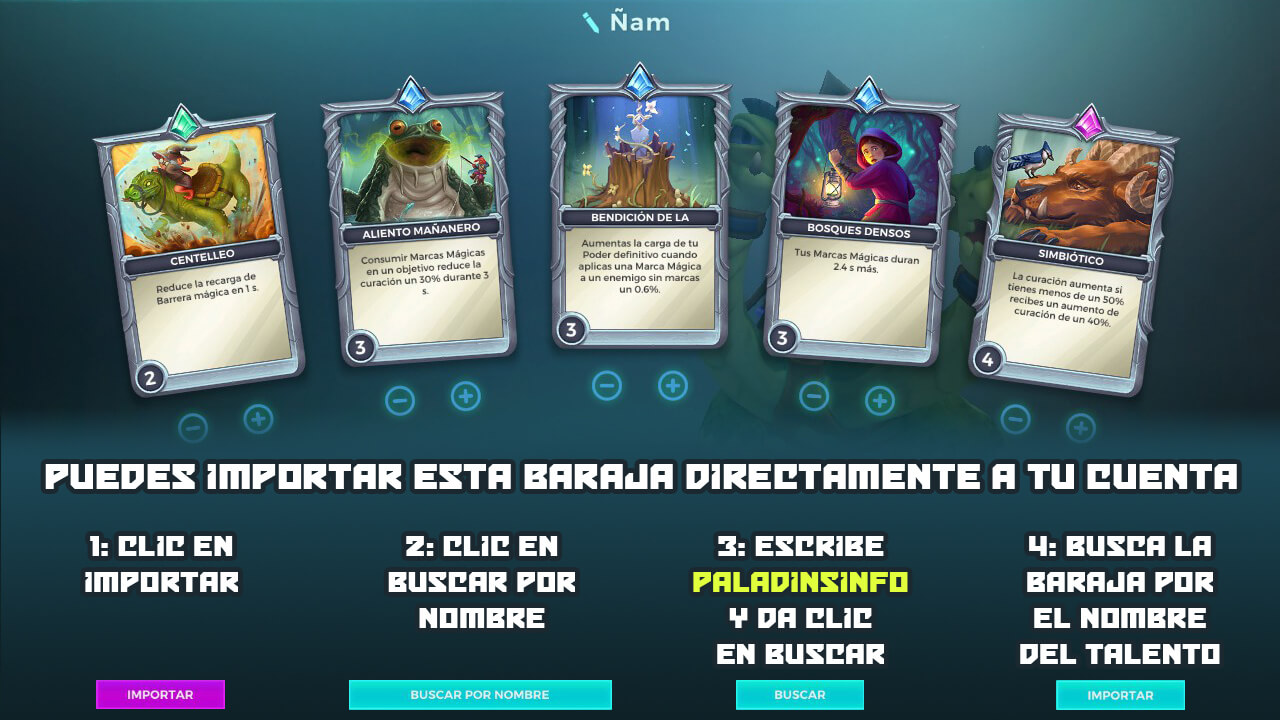 Ñam
CENTELLEO
Reduce la recarga de
Barrera mágica en 1 s.
2
ALIENTO MAÑANERO
Consumir Marcas Mágicas
en un objetivo reduce la
curación un 30% durante 3
s.
3
BENDICIÓN DE LA
Aumentas la carga de tu
Poder definitivo cuando
aplicas una Marca Mágica
a un enemigo sin marcas
un 0.6%.
3
BOSQUES DENSOS
Tus Marcas Mágicas duran
2.4 s más.
3
SIMBIÓTICO
La curación aumenta si
tienes menos de un 50%
recibes un aumento de
curación de un 40%.
4
PUEDES IMPORTAR ESTA BARAJA DIRECTAMENTE A TU CUENTA
1: CLIC EN
IMPORTAR
IMPORTAR
2: CLIC EN
BUSCAR POR
NOMBRE
BUSCAR POR NOMBRE
3: ESCRIBE
PALADINSINFO
Y DA CLIC
EN BUSCAR
BUSCAR
4: BUSCA LA
BARAJA POR
EL NOMBRE
DEL TALENTO
IMPORTAR